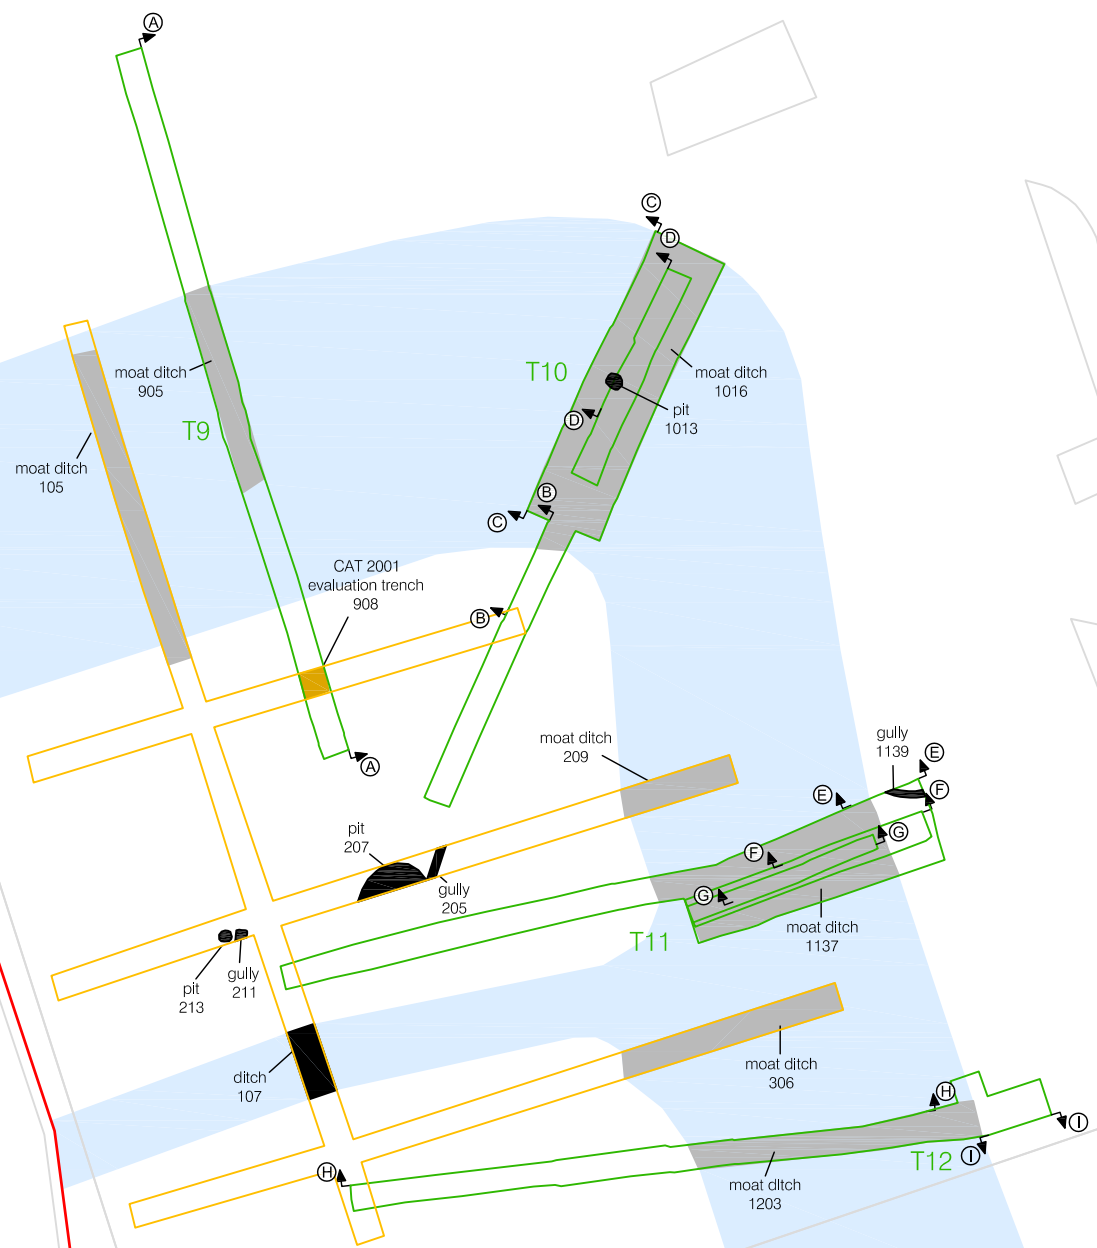 A
C
D
T10
moat ditch
905
moat ditch
1016
pit
1013
D
T9
moat ditch
105
B
C
CAT 2001
evaluation trench
908
B
A
moat ditch
209
gully
1139
E
E
F
G
pit
207
F
G
gully
205
moat ditch
1137
T11
gully
211
pit
213
ditch
107
moat ditch
306
H
I
H
I
T12
moat ditch
1203